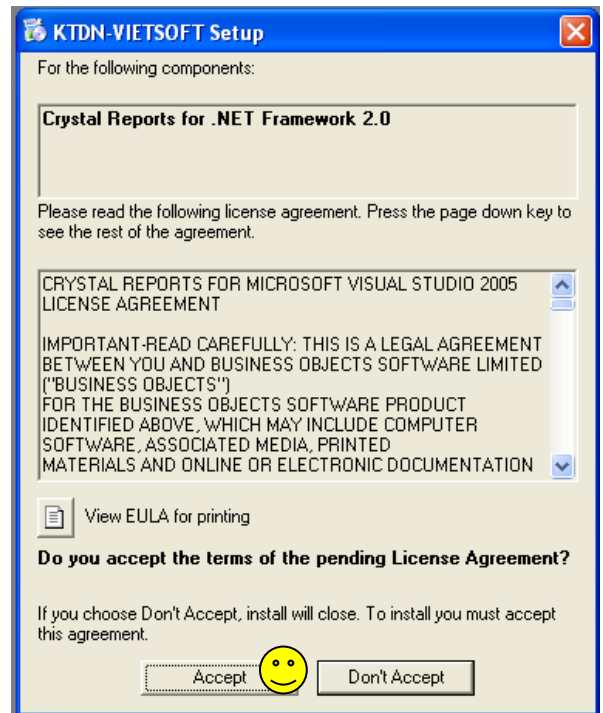 KTDN-VIETSOFT Setup
For the following components:
Crystal Reports for .NET Framework 2.0
Please read the following license agreement. Press the page down key to
see the rest of the agreement.
CRYSTAL REPORTS FOR MICROSOFT VISUAL STUDIO 2005
LICENSE AGREEMENT
IMPORTANT-READ CAREFULLY: THIS IS A LEGAL AGREEMENT
BETWEEN YOU AND BUSINESS OBJECTS SOFTWARE LIMITED
("BUSINESS OBJECTS")
FOR THE BUSINESS OBJECTS SOFTWARE PRODUCT
IDENTIFIED ABOVE, WHICH MAY INCLUDE COMPUTER
SOFTWARE, ASSOCIATED MEDIA, PRINTED
MATERIALS AND ONLINE OR ELECTRONIC DOCUMENTATION
View EULA for printing
Do you accept the terms of the pending License Agreement?
If you choose Don't Accept, install will close. To install you must accept
this agreement.
Accept Don't Accept